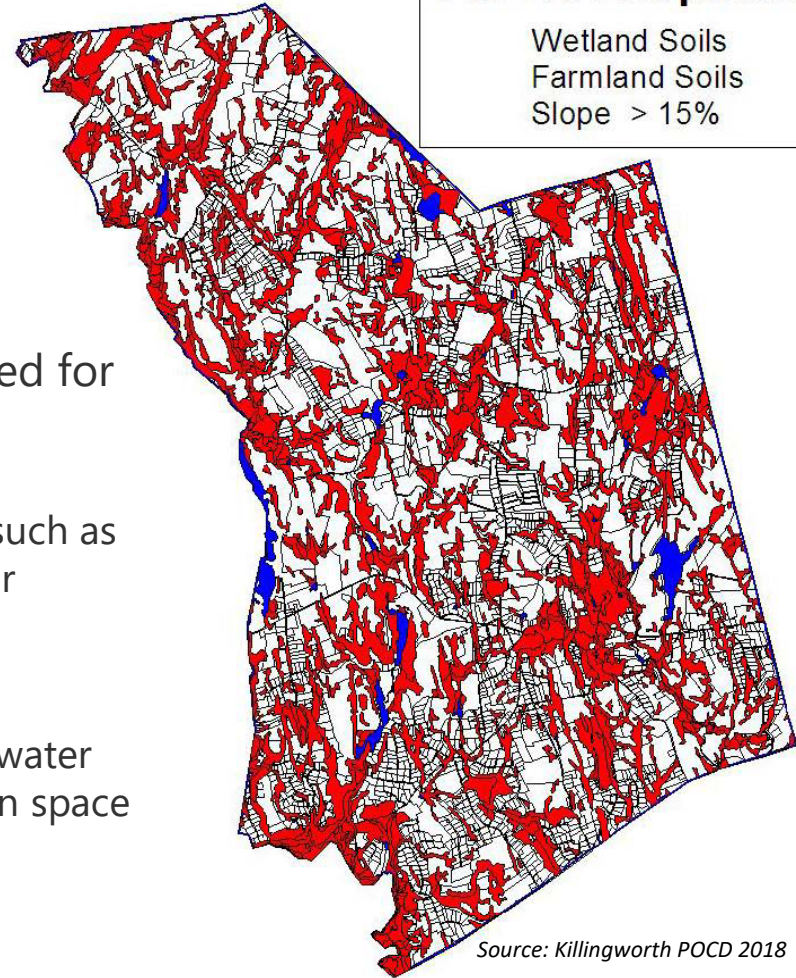 Wetland Soils
Farmland Soils
Slope > 15%
ed for
such as
r
water
n space
Source: Killingworth POCD 2018